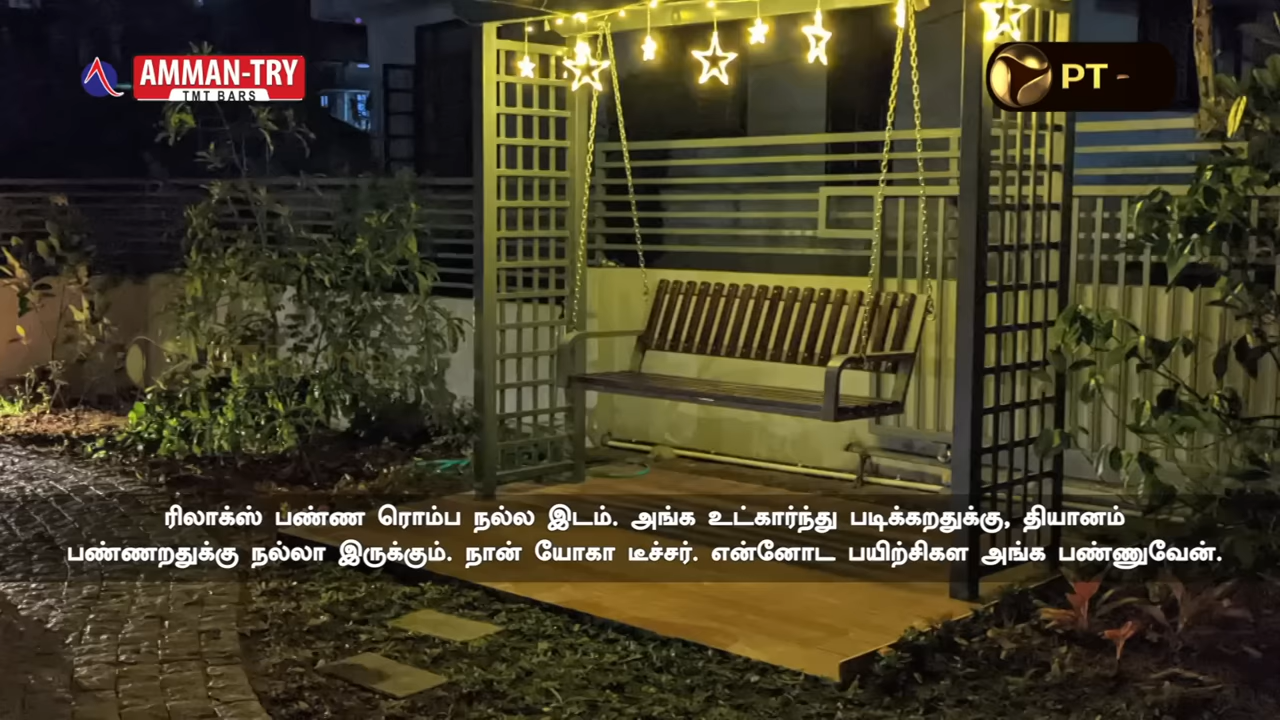 AMMAN-TRY
TMT BARS
PT
ரிலாக்ஸ் பண்ண ரொம்ப நல்ல இடம். அங்க உட்கார்ந்து படிக்கறதுக்கு, தியானம்
பண்ணறதுக்கு நல்லா இருக்கும். நான் யோகா டீச்சர். என்னோட பயிற்சிகள அங்க பண்ணுவேன்.